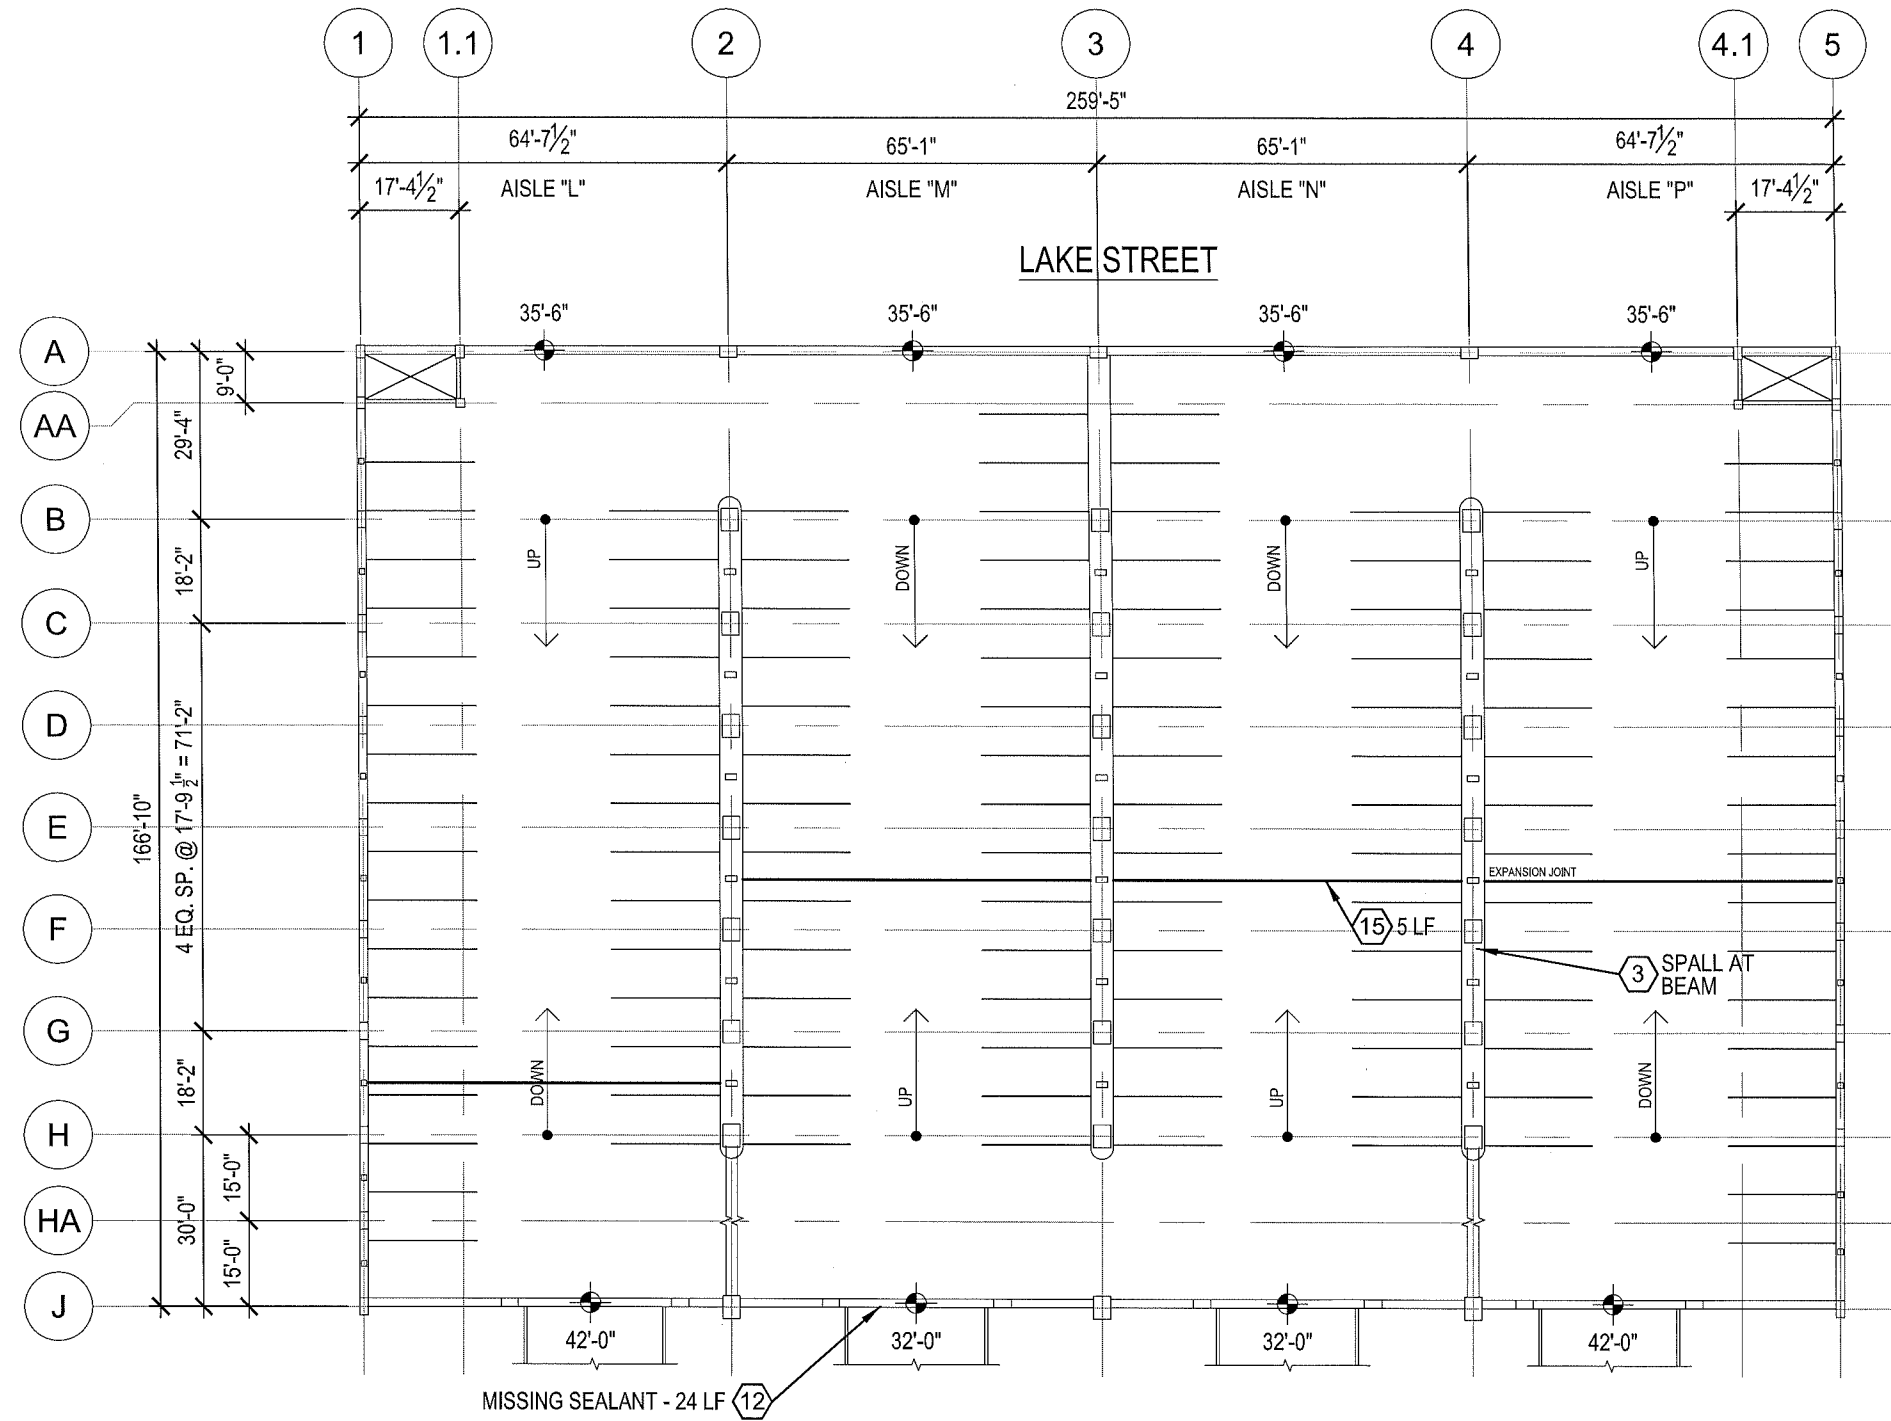 1 1.1 2 3 4 4.1 5
259'-5"
64'-7½" 65'-1" 65'-1" 64'-7½"
17'-4½" AISLE "L" AISLE "M" AISLE "N" AISLE "P" 17'-4½"
LAKE STREET
35'-6" 35'-6" 35'-6" 35'-6"
A
9'-0"
AA
29'-4"
B
UP DOWN DOWN UP
18'-2"
C
D
4 EQ. SP. @ 17'-9 ½" = 71'-2"
166'-10"
E
EXPANSION JOINT
F
15 5 LF
3 SPALL AT
BEAM
G
18'-2"
DOWN UP UP DOWN
H
15'-0"
HA
30'-0"
15'-0"
J
42'-0" 32'-0" 32'-0" 42'-0"
MISSING SEALANT - 24 LF 12